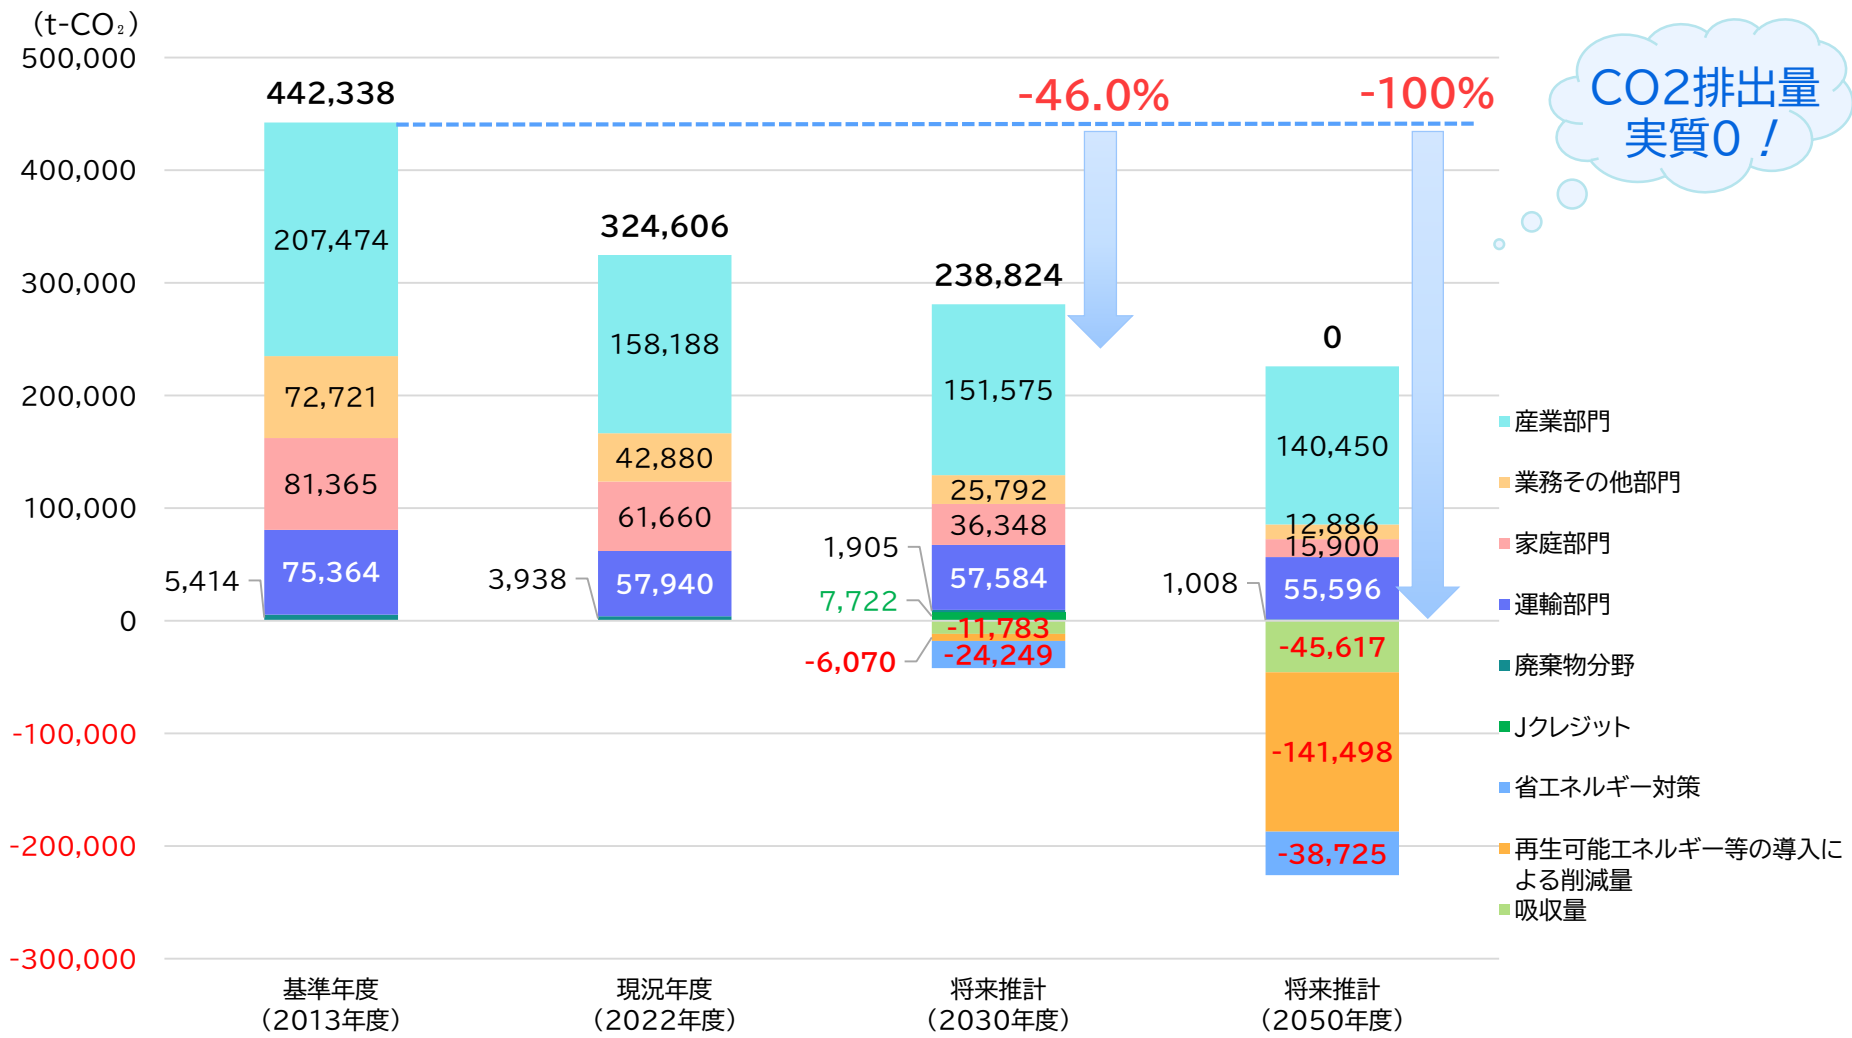 （t-CO₂）
500,000
400,000
300,000
200,000
100,000
0
-100,000
-200,000
-300,000
442,338
207,474
72,721
81,365
75,364
5,414
324,606
158,188
42,880
61,660
57,940
3,938
-46.0%
238,824
151,575
25,792
36,348
57,584
1,905
7,722
-11,783
-6,070
-24,249
-100%
0
140,450
12,886
15,900
55,596
1,008
-45,617
-141,498
-38,725
CO2排出量
実質0！
産業部門
業務その他部門
家庭部門
運輸部門
廃棄物分野
Jクレジット
省エネルギー対策
再生可能エネルギー等の導入に
よる削減量
吸収量
基準年度
（2013年度）
現況年度
（2022年度）
将来推計
（2030年度）
将来推計
（2050年度）